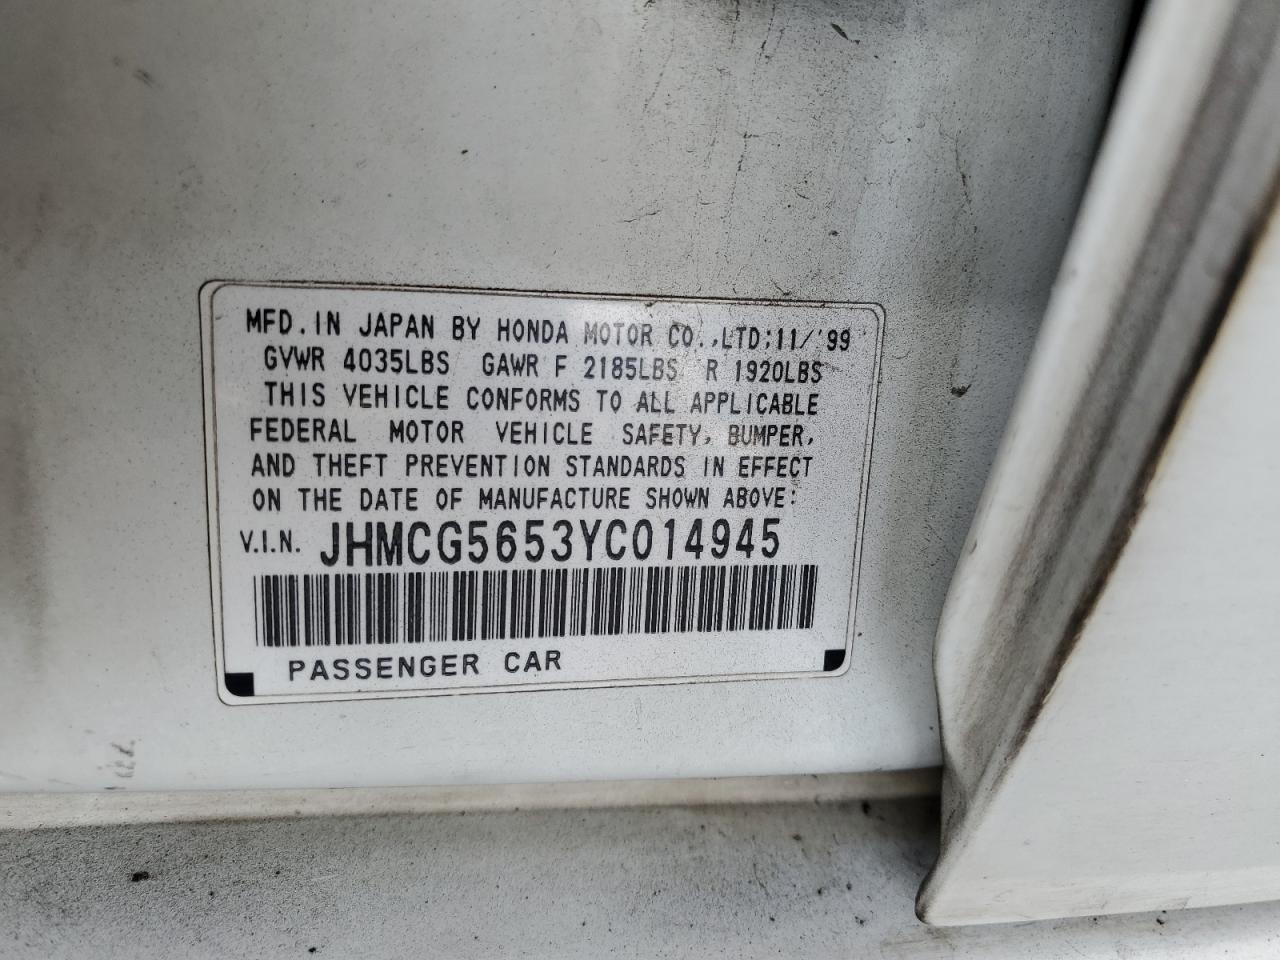 MFD. IN JAPAN BY HONDA MOTOR CO., LTD; 11/'99
GVWR 4035LBS GAWR F 2185LBS R 1920LBS
THIS VEHICLE CONFORMS TO ALL APPLICABLE
FEDERAL MOTOR VEHICLE SAFETY, BUMPER,
AND THEFT PREVENTION STANDARDS IN EFFECT
ON THE DATE OF MANUFACTURE SHOWN ABOVE:
V.I.N. JHMCG5653YC014945
PASSENGER CAR